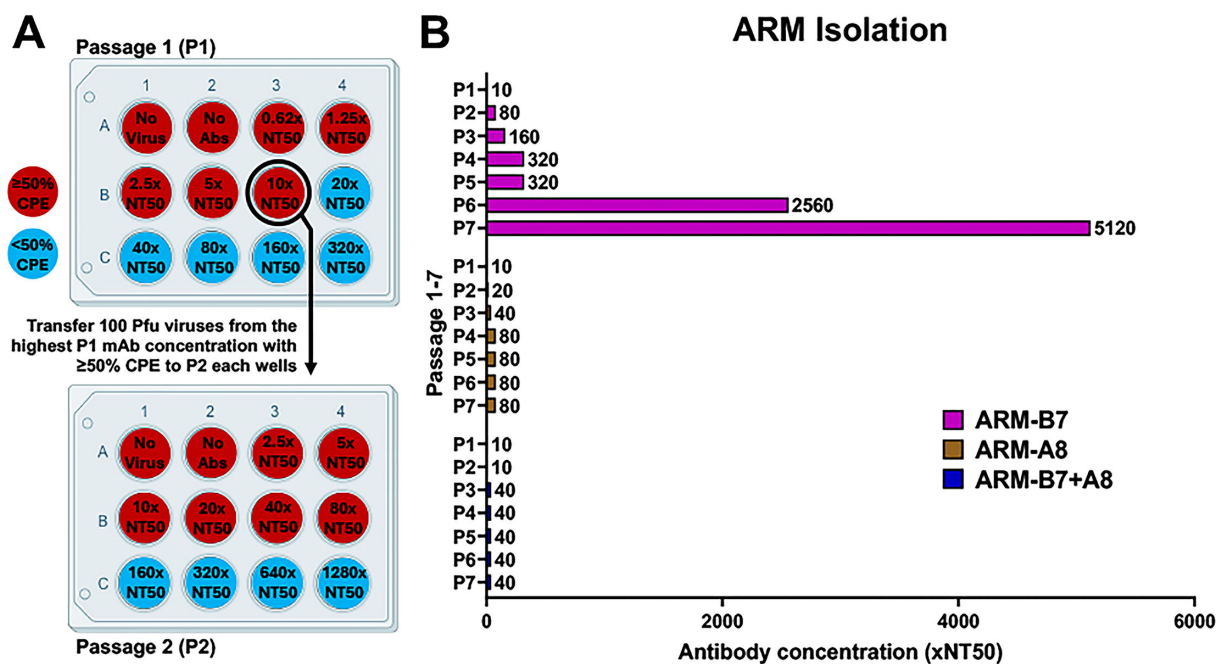 A
Passage 1 (P1)
1 2 3 4
A
No Virus
No Abs
0.62x NT50
1.25x NT50
B
2.5x NT50
5x NT50
10x NT50
20x NT50
C
40x NT50
80x NT50
160x NT50
320x NT50
≥50% CPE
<50% CPE
Transfer 100 Pfu viruses from the
highest P1 mAb concentration with
≥50% CPE to P2 each wells
1 2 3 4
A
No Virus
No Abs
2.5x NT50
5x NT50
B
10x NT50
20x NT50
40x NT50
80x NT50
C
160x NT50
320x NT50
640x NT50
1280x NT50
Passage 2 (P2)
B
ARM Isolation
Passage 1-7
P1 10
P2 80
P3 160
P4 320
P5 320
P6 2560
P7 5120
P1 10
P2 20
P3 40
P4 80
P5 80
P6 80
P7 80
P1 10
P2 10
P3 40
P4 40
P5 40
P6 40
P7 40
ARM-B7
ARM-A8
ARM-B7+A8
0 2000 4000 6000
Antibody concentration (xNT50)